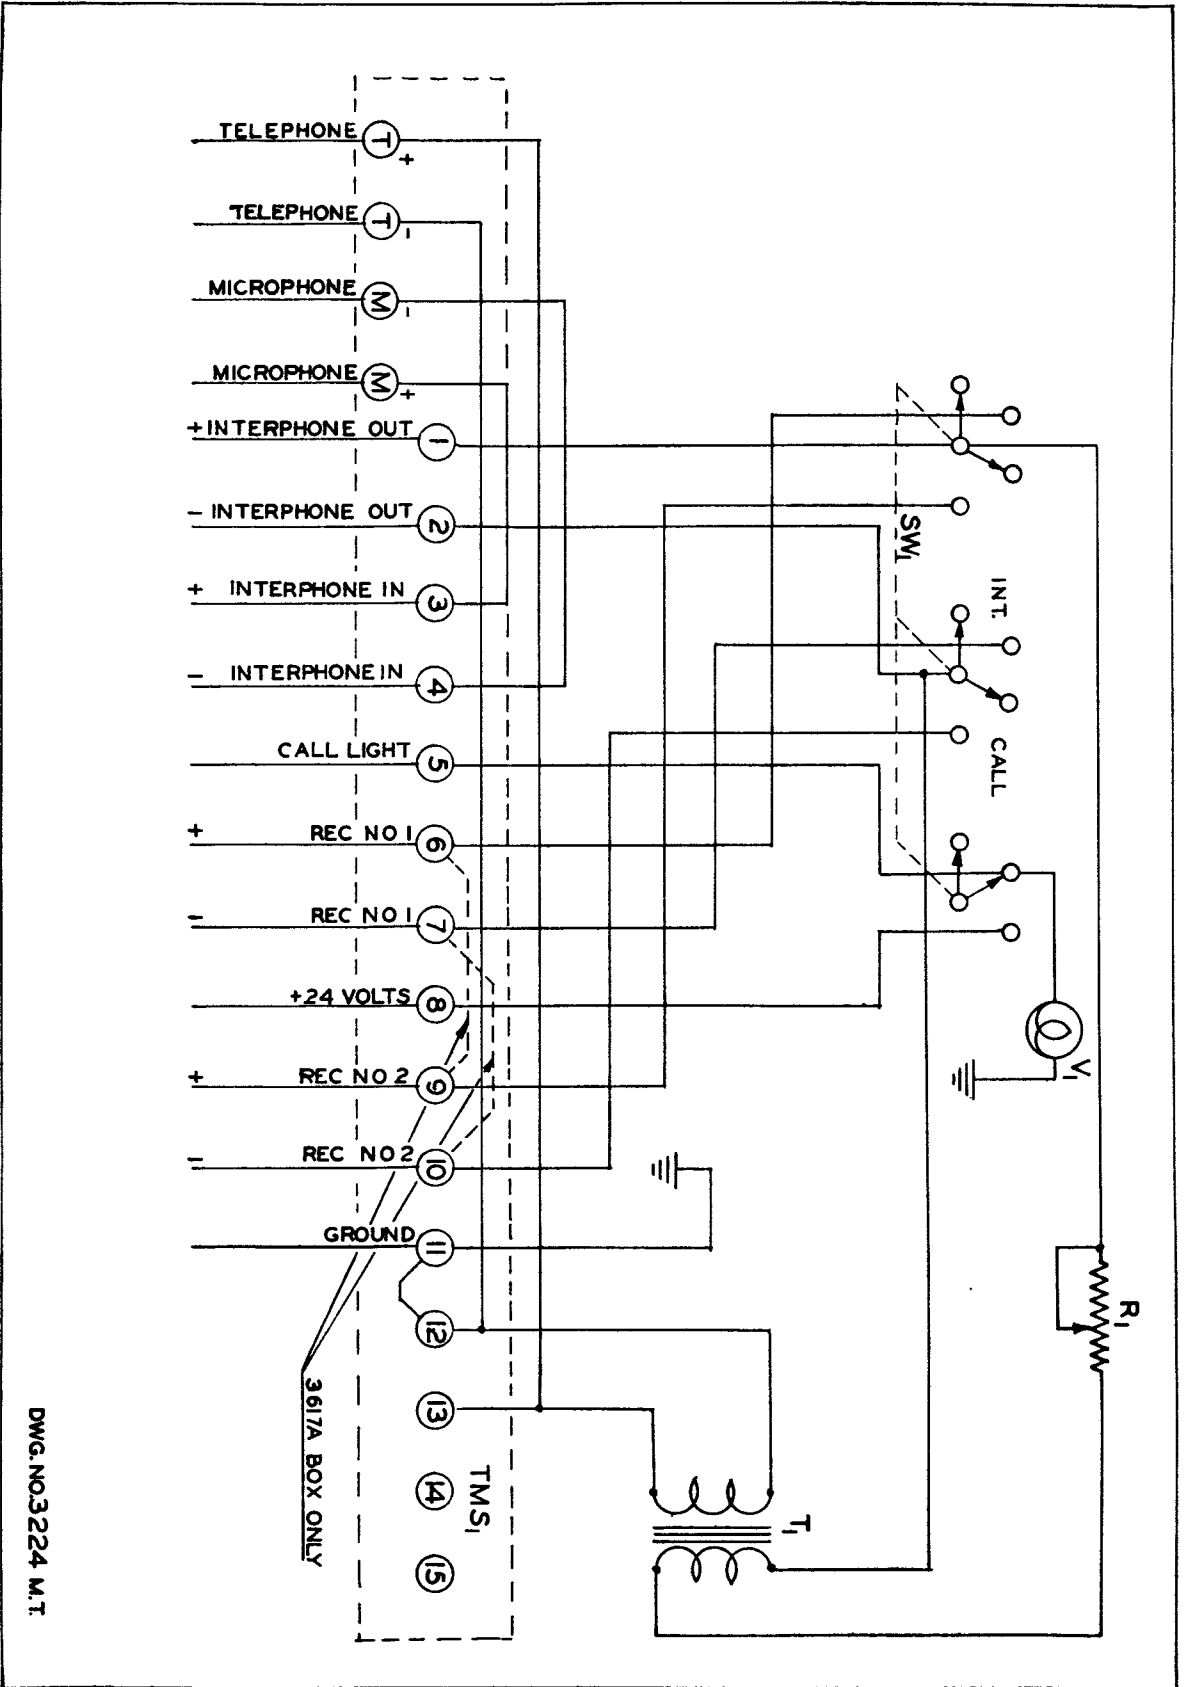 TELEPHONE T +
TELEPHONE T -
MICROPHONE M -
MICROPHONE M +
+ INTERPHONE OUT 1
- INTERPHONE OUT 2
+ INTERPHONE IN 3
- INTERPHONE IN 4
CALL LIGHT 5
+ REC NO 1 6
- REC NO 1 7
+24 VOLTS 8
+ REC NO 2 9
- REC NO 2 10
GROUND 11
12
13
14
15
TMS1
3617A BOX ONLY
SW1
INT.
CALL
V1
R1
T1
DWG. NO. 3224 M.T.